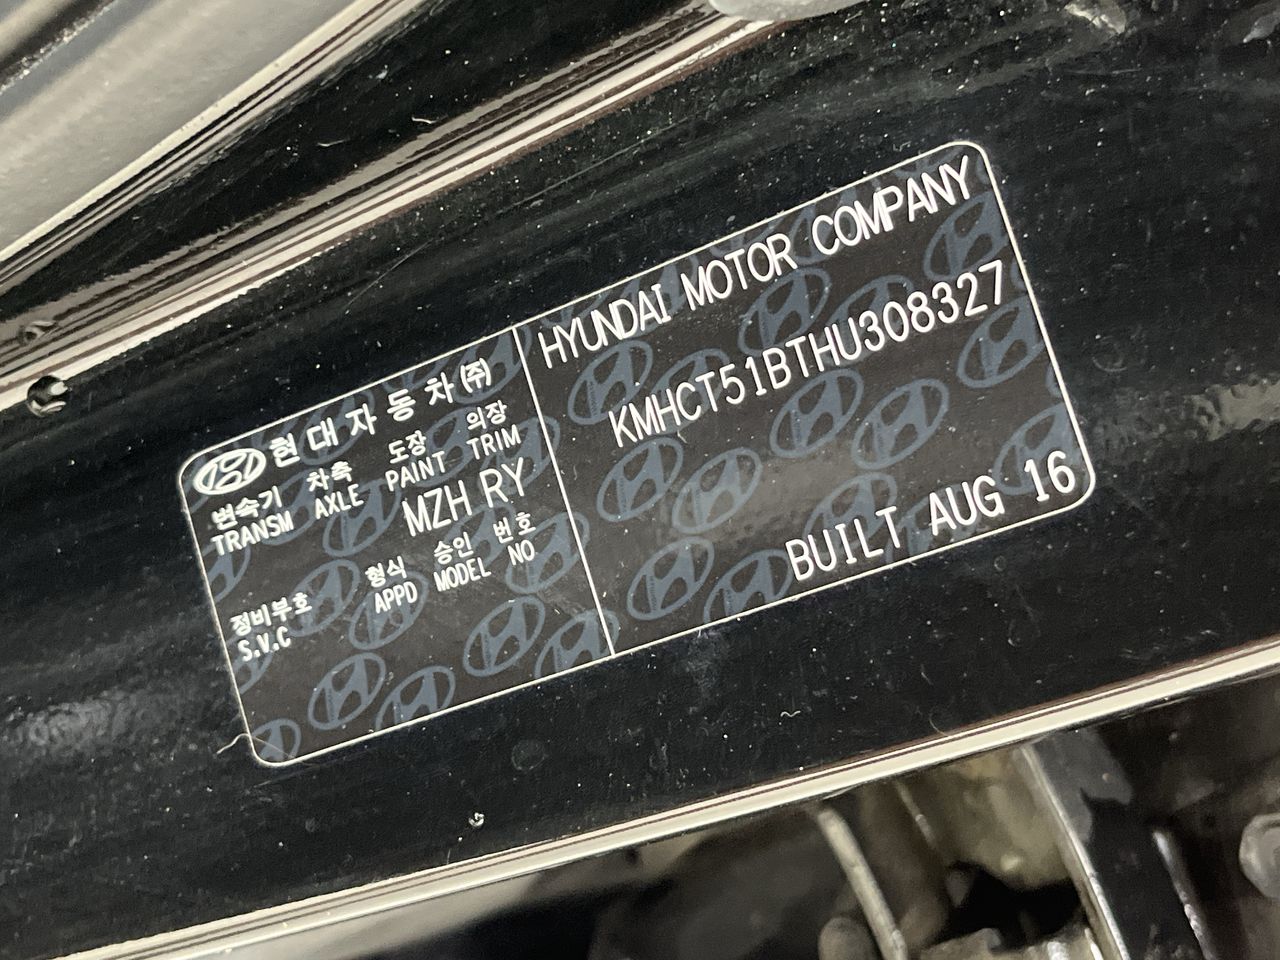 현대자동차(주)
변속기 차축 도장 의장
TRANSM AXLE PAINT TRIM
MZH RY
형식 승인 번호
APPD MODEL NO
정비부호
S.V.C
HYUNDAI MOTOR COMPANY
KMHCT51BTHU308327
BUILT AUG 16